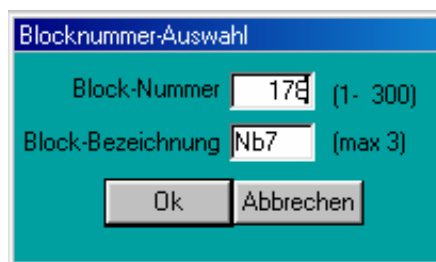 Blocknummer-Auswahl
Block-Nummer 178 (1- 300)
Block-Bezeichnung Nb7 (max 3)
Ok Abbrechen